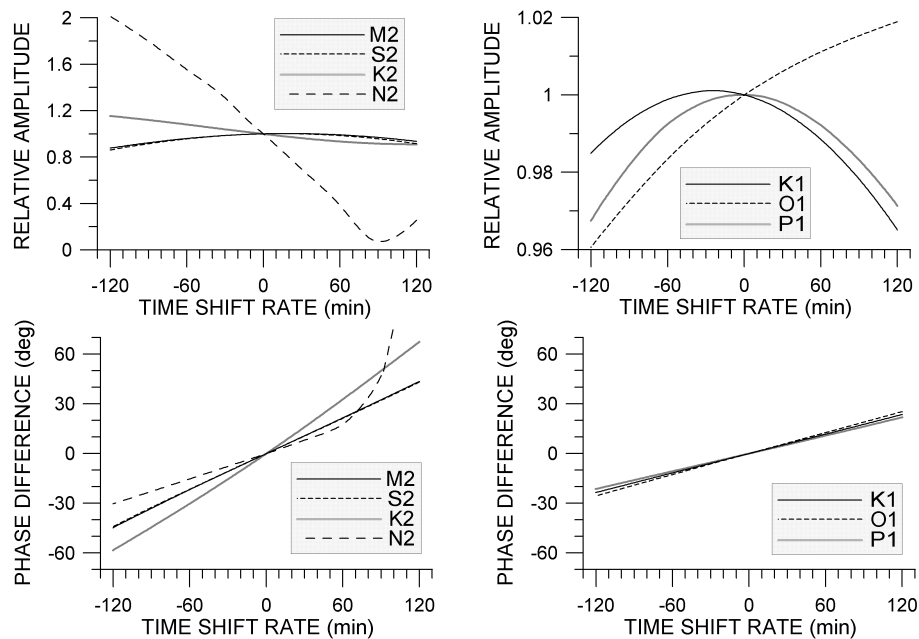 RELATIVE AMPLITUDE
2
1.6
1.2
0.8
0.4
0
M2
S2
K2
N2
-120 -60 0 60 120
TIME SHIFT RATE (min)
RELATIVE AMPLITUDE
1.02
1
0.98
0.96
K1
O1
P1
-120 -60 0 60 120
TIME SHIFT RATE (min)
PHASE DIFFERENCE (deg)
60
30
0
-30
-60
M2
S2
K2
N2
-120 -60 0 60 120
TIME SHIFT RATE (min)
PHASE DIFFERENCE (deg)
60
30
0
-30
-60
K1
O1
P1
-120 -60 0 60 120
TIME SHIFT RATE (min)